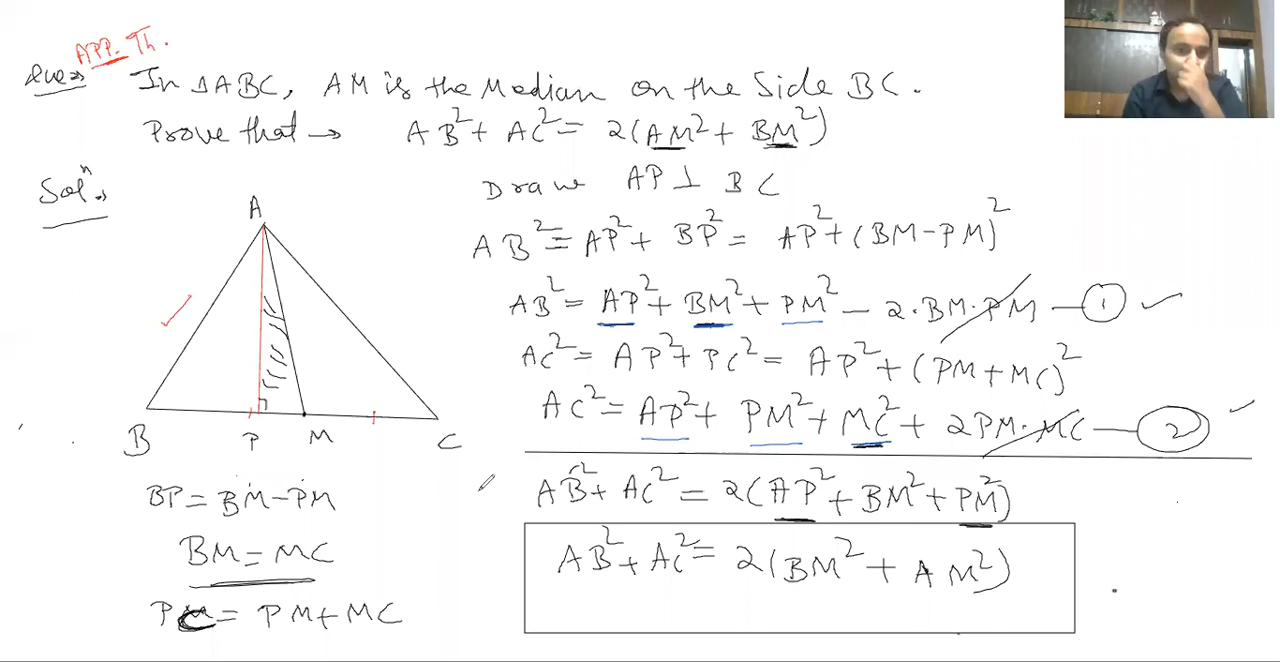 APP. Th.
Ques→ In ΔABC, AM is the Median on the Side BC.
Prove that → AB²+ AC² = 2(AM²+ BM²)
Solⁿ→
Draw AP⊥ BC
A
B P M C
AB² = AP²+ BP² = AP²+(BM-PM)²
AB² = AP²+ BM²+ PM² - 2·BM·PM —①
AC² = AP²+PC² = AP²+(PM+MC)²
AC² = AP²+ PM²+ MC²+ 2PM·MC —②
BP = BM-PM
BM = MC
PC = PM+MC
AB²+ AC² = 2(AP²+BM²+PM²)
AB²+AC² = 2(BM²+ AM²)